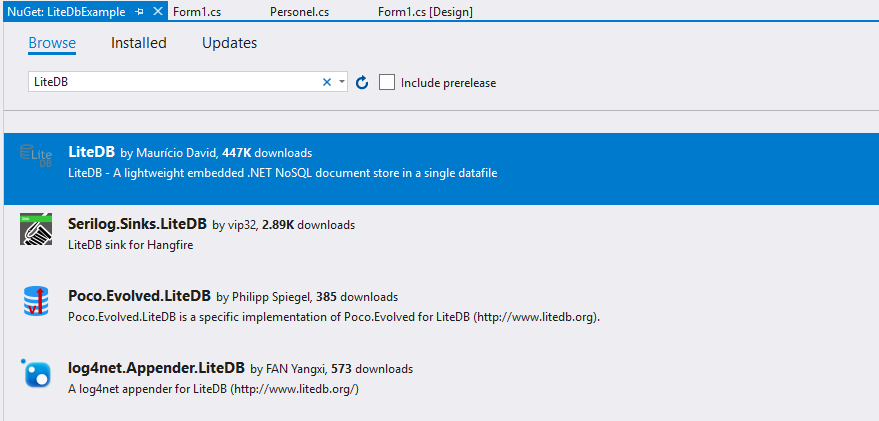 NuGet: LiteDbExample Form1.cs Personel.cs Form1.cs [Design]
Browse Installed Updates
LiteDB Include prerelease
Lite
DB
LiteDB by Maurício David, 447K downloads
LiteDB - A lightweight embedded .NET NoSQL document store in a single datafile
Serilog.Sinks.LiteDB by vip32, 2.89K downloads
LiteDB sink for Hangfire
Poco.Evolved.LiteDB by Philipp Spiegel, 385 downloads
Poco.Evolved.LiteDB is a specific implementation of Poco.Evolved for LiteDB (http://www.litedb.org).
log4net.Appender.LiteDB by FAN Yangxi, 573 downloads
A log4net appender for LiteDB (http://www.litedb.org/)